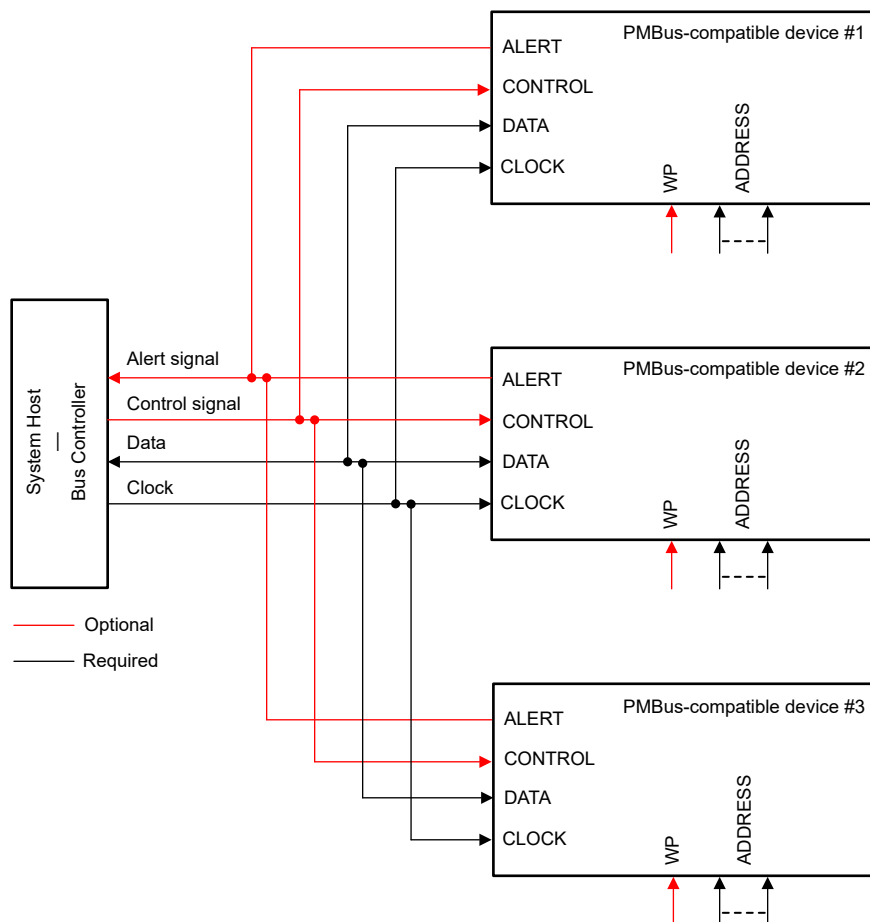 PMBus-compatible device #1
ALERT
CONTROL
DATA
CLOCK
WP
ADDRESS
System Host
—
Bus Controller
Alert signal
Control signal
Data
Clock
PMBus-compatible device #2
ALERT
CONTROL
DATA
CLOCK
WP
ADDRESS
Optional
Required
PMBus-compatible device #3
ALERT
CONTROL
DATA
CLOCK
WP
ADDRESS